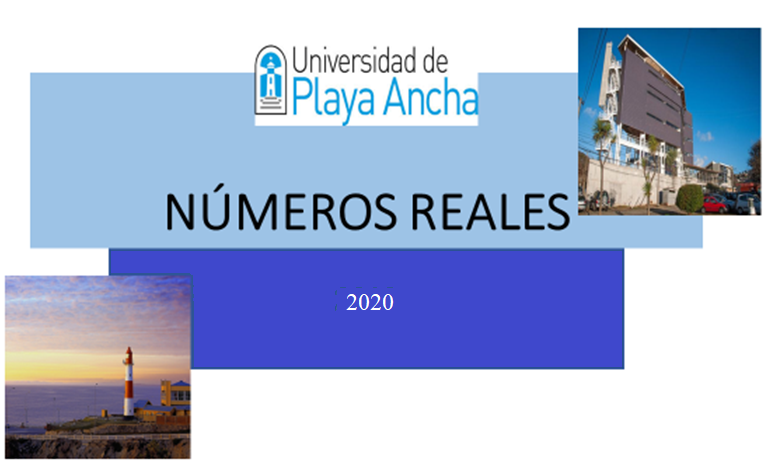 Universidad de
Playa Ancha
NÚMEROS REALES
2020